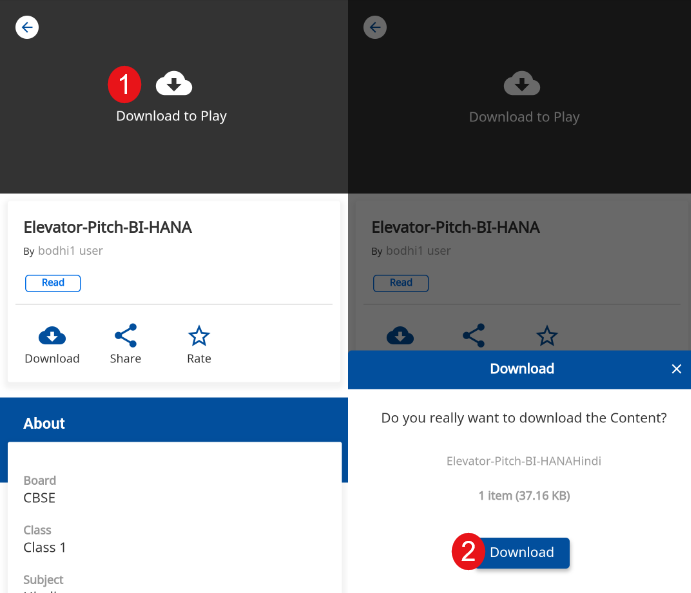 1
Download to Play
Elevator-Pitch-BI-HANA
By bodhi1 user
Read
Download Share Rate
About
Board
CBSE
Class
Class 1
Subject
Download to Play
Elevator-Pitch-BI-HANA
By bodhi1 user
Read
Download
Do you really want to download the Content?
Elevator-Pitch-BI-HANAHindi
1 item (37.16 KB)
2 Download